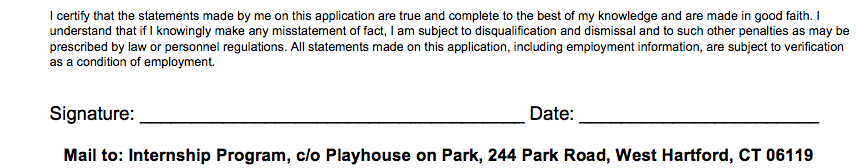 I certify that the statements made by me on this application are true and complete to the best of my knowledge and are made in good faith. I
understand that if I knowingly make any misstatement of fact, I am subject to disqualification and dismissal and to such other penalties as may be
prescribed by law or personnel regulations. All statements made on this application, including employment information, are subject to verification
as a condition of employment.
Signature: ______________________________________ Date: ________________________
Mail to: Internship Program, c/o Playhouse on Park, 244 Park Road, West Hartford, CT 06119